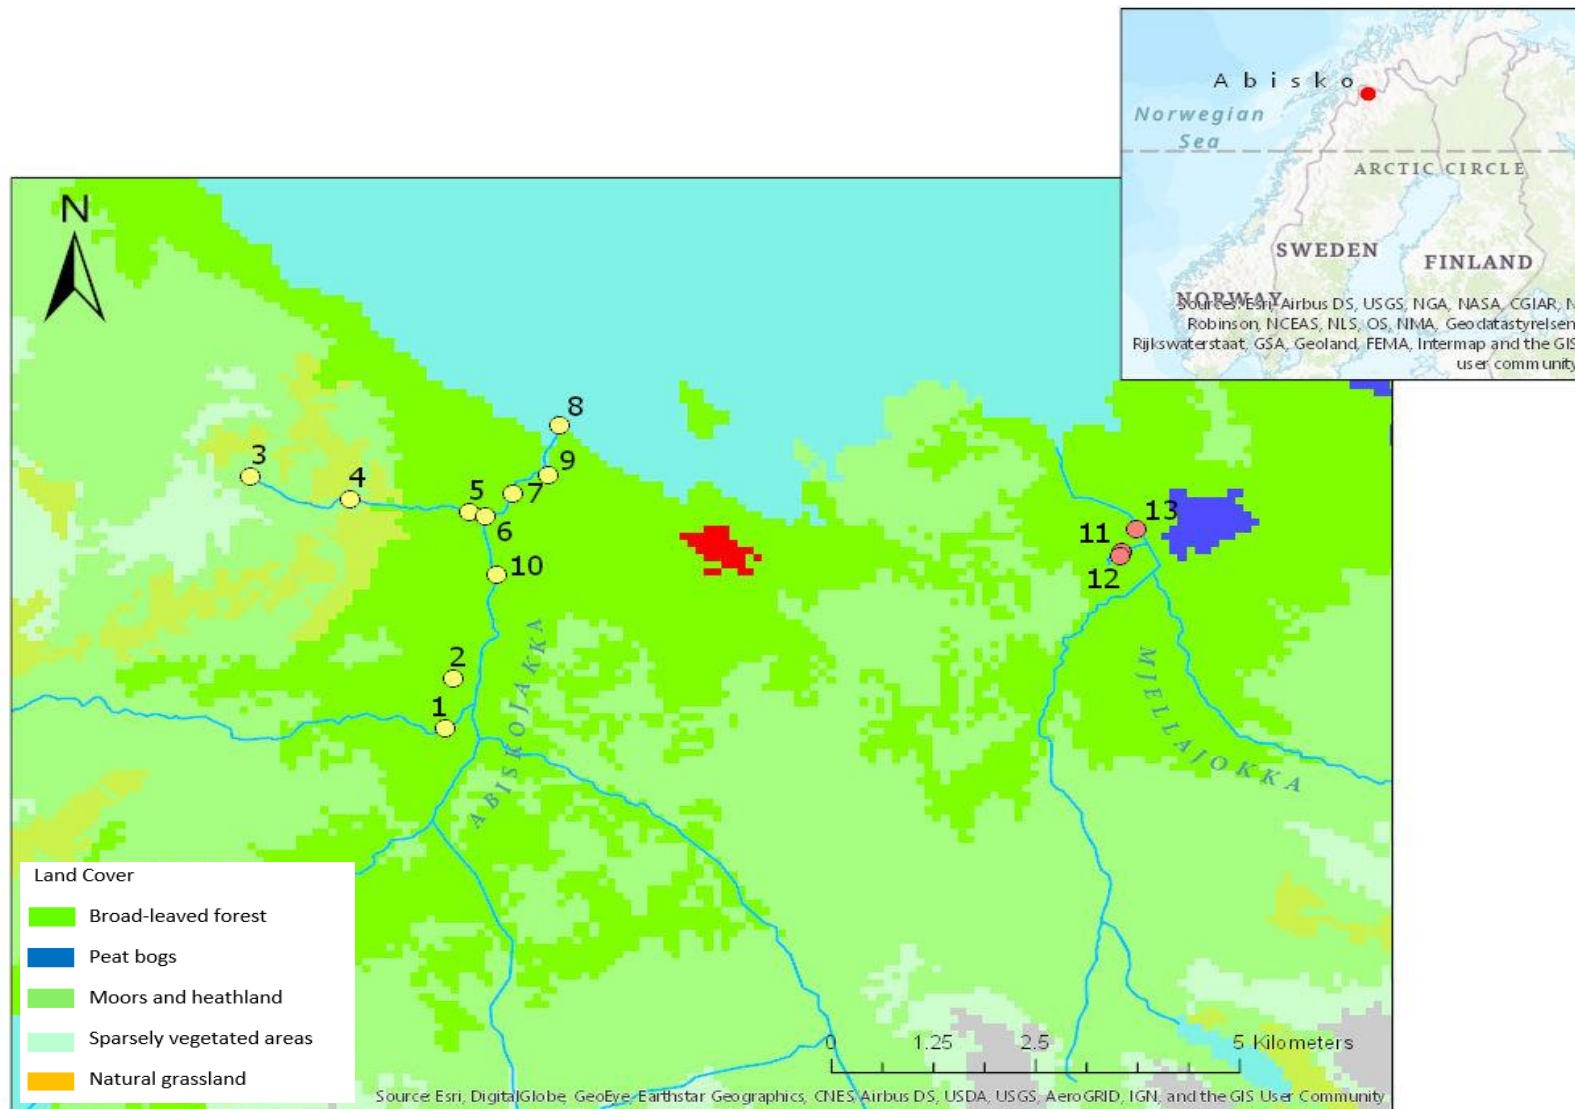 Abisko
Norwegian
Sea
ARCTIC CIRCLE
SWEDEN
FINLAND
NORWAY
Sources: Esri, Airbus DS, USGS, NGA, NASA, CGIAR, N
Robinson, NCEAS, NLS, OS, NMA, Geodatastyrelsen
Rijkswaterstaat, GSA, Geoland, FEMA, Intermap and the GIS
user community
N
8
3
9
4
5
7
13
6
11
10
12
2
1
ABISKOJAKKA
MJELLAJOKKA
Land Cover
Broad-leaved forest
Peat bogs
Moors and heathland
Sparsely vegetated areas
Natural grassland
0 1.25 2.5 5 Kilometers
Source: Esri, DigitalGlobe, GeoEye, Earthstar Geographics, CNES Airbus DS, USDA, USGS, AeroGRID, IGN, and the GIS User Community